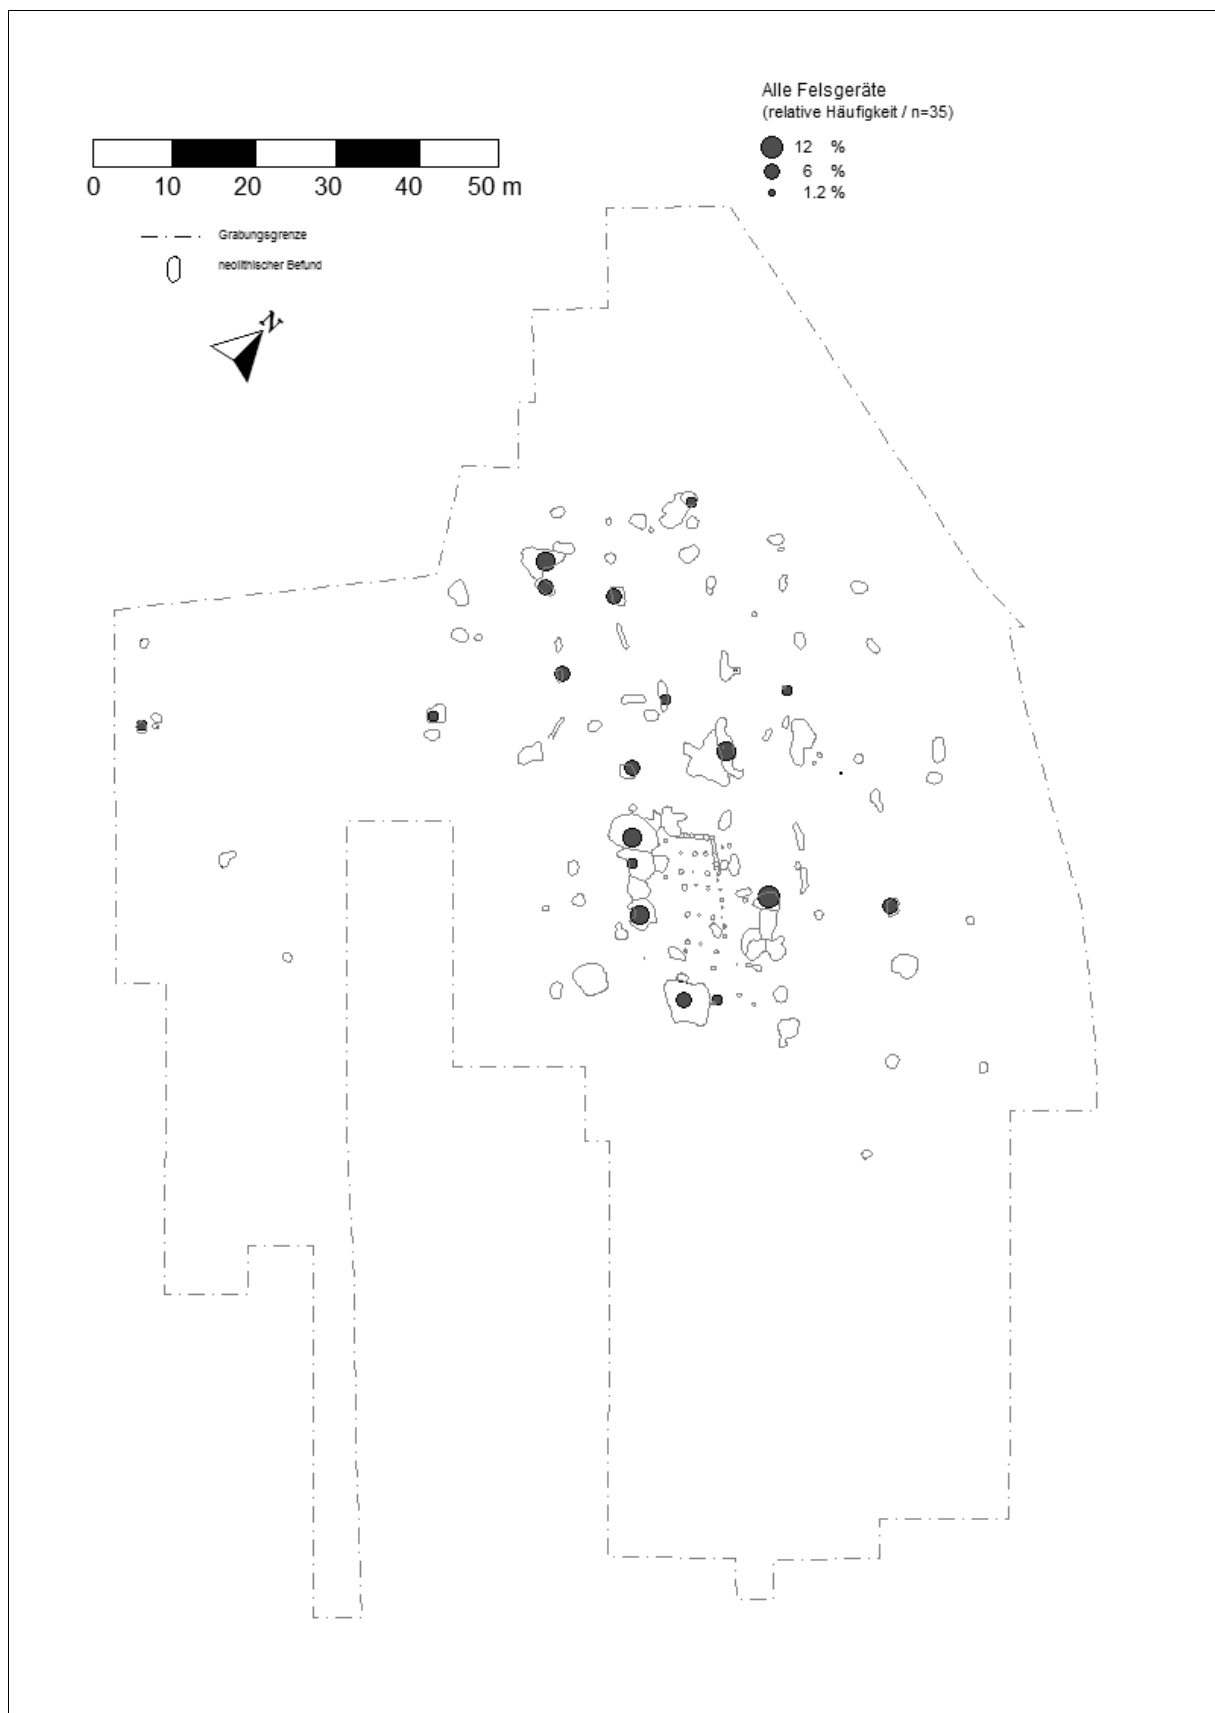 Alle Felsgeräte
(relative Häufigkeit / n=35)
12 %
6 %
1.2 %
0 10 20 30 40 50 m
Grabungsgrenze
neolithischer Befund
N